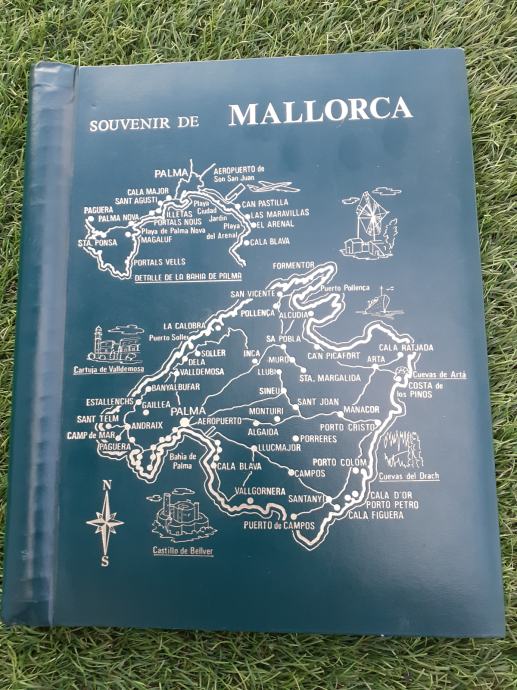 SOUVENIR DE MALLORCA
PALMA
AEROPUERTO de
Son San Juan
CALA MAJOR
SANT AGUSTI
CAN PASTILLA
PAGUERA
PALMA NOVA
ILLETAS
Playa
Ciudad
Jardin
LAS MARAVILLAS
PORTALS NOUS
Playa
del Arenal
EL ARENAL
Playa de Palma Nova
STA. PONSA
MAGALUF
CALA BLAVA
PORTALS VELLS
DETALLE DE LA BAHIA DE PALMA
FORMENTOR
SAN VICENTE
Puerto Pollença
POLLENÇA
ALCUDIA
LA CALOBRA
Puerto Soller
SA POBLA
CALA RATJADA
SOLLER
INCA
MURO
CAN PICAFORT
ARTA
DEIA
Cartuja de Valldemosa
VALLDEMOSA
LLUBI
STA. MARGALIDA
Cuevas de Artá
BANYALBUFAR
SINEU
COSTA de
los PINOS
ESTALLENCHS
GAILLEA
SANT JOAN
SANT TELM
PALMA
MONTUIRI
MANACOR
ANDRAIX
AEROPUERTO
ALGAIDA
PORTO CRISTO
CAMP de MAR
PORRERES
PAGUERA
LLUCMAJOR
Bahia de
Palma
CALA BLAVA
CAMPOS
PORTO COLOM
Cuevas del Drach
VALLGORNERA
SANTANY
CALA D'OR
PORTO PETRO
CALA FIGUERA
PUERTO de CAMPOS
N
S
Castillo de Bellver